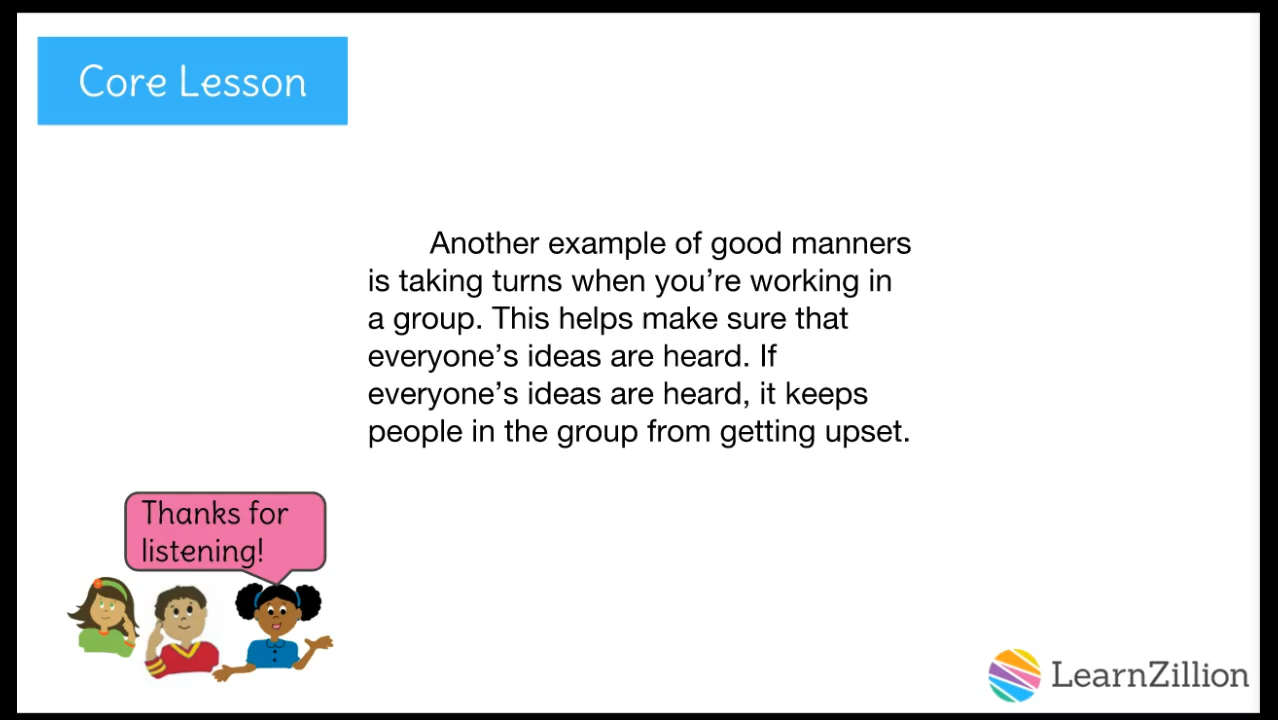 Core Lesson
Another example of good manners
is taking turns when you’re working in
a group. This helps make sure that
everyone’s ideas are heard. If
everyone’s ideas are heard, it keeps
people in the group from getting upset.
Thanks for
listening!
LearnZillion